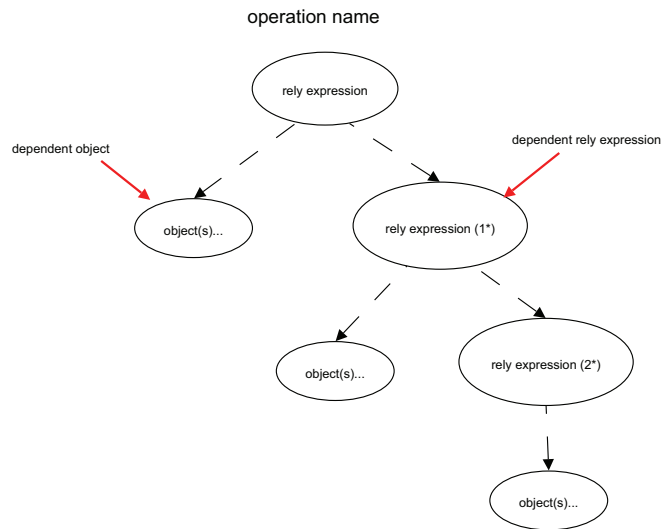 operation name
rely expression
dependent object
dependent rely expression
object(s)...
rely expression (1*)
object(s)...
rely expression (2*)
object(s)...